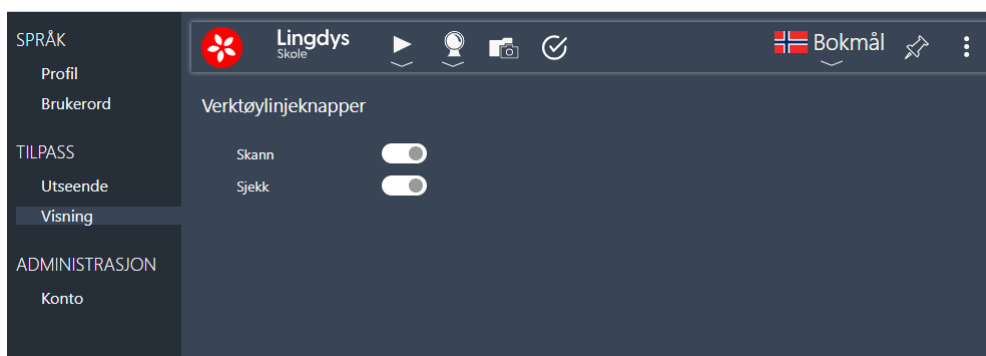 SPRÅK
Profil
Brukerord
TILPASS
Utseende
Visning
ADMINISTRASJON
Konto
Lingdys
Skole
Bokmål
Verktøylinjeknapper
Skann
Sjekk